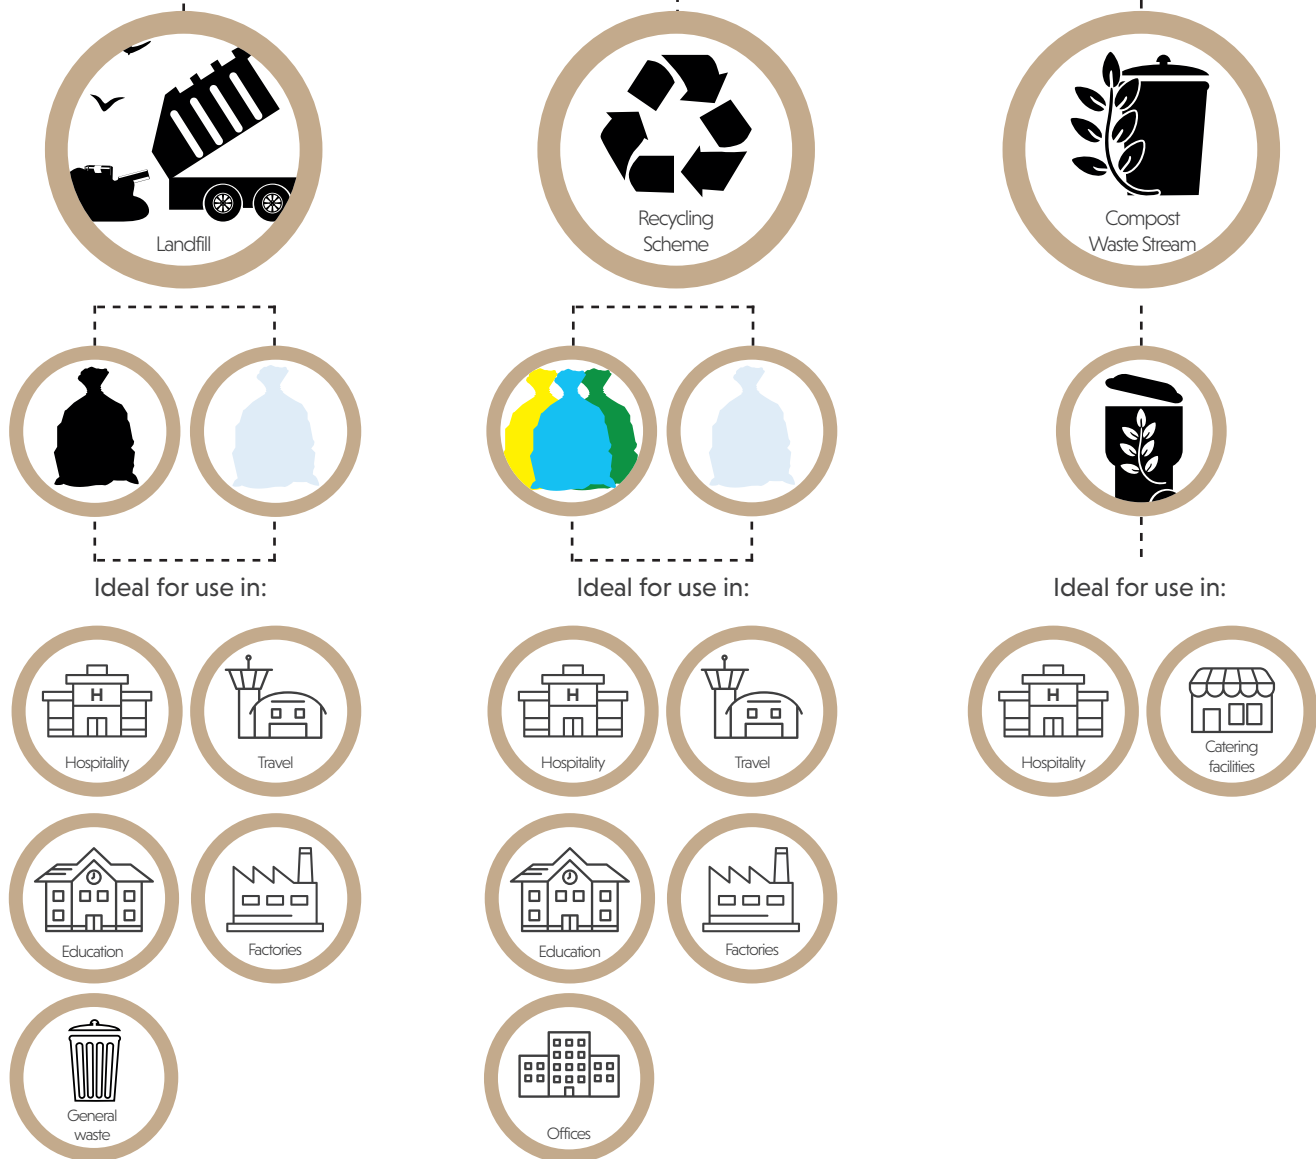 Landfill
Recycling
Scheme
Compost
Waste Stream
Ideal for use in:
Ideal for use in:
Ideal for use in:
H
Hospitality
Travel
H
Hospitality
Travel
H
Hospitality
Catering
facilities
Education
Factories
Education
Factories
General
waste
Offices